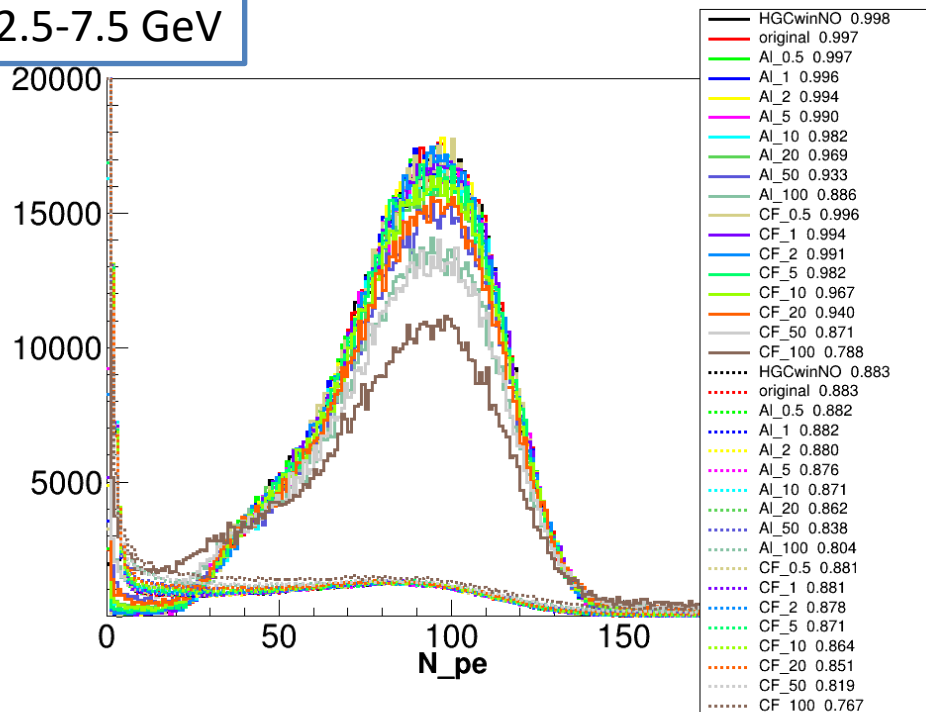 2.5-7.5 GeV
20000
15000
10000
5000
0
50
100
150
N_pe
HGCwinNO 0.998
original 0.997
Al_0.5 0.997
Al_1 0.996
Al_2 0.994
Al_5 0.990
Al_10 0.982
Al_20 0.969
Al_50 0.933
Al_100 0.886
CF_0.5 0.996
CF_1 0.994
CF_2 0.991
CF_5 0.982
CF_10 0.967
CF_20 0.940
CF_50 0.871
CF_100 0.788
HGCwinNO 0.883
original 0.883
Al_0.5 0.882
Al_1 0.882
Al_2 0.880
Al_5 0.876
Al_10 0.871
Al_20 0.862
Al_50 0.838
Al_100 0.804
CF_0.5 0.881
CF_1 0.881
CF_2 0.878
CF_5 0.871
CF_10 0.864
CF_20 0.851
CF_50 0.819
CF_100 0.767